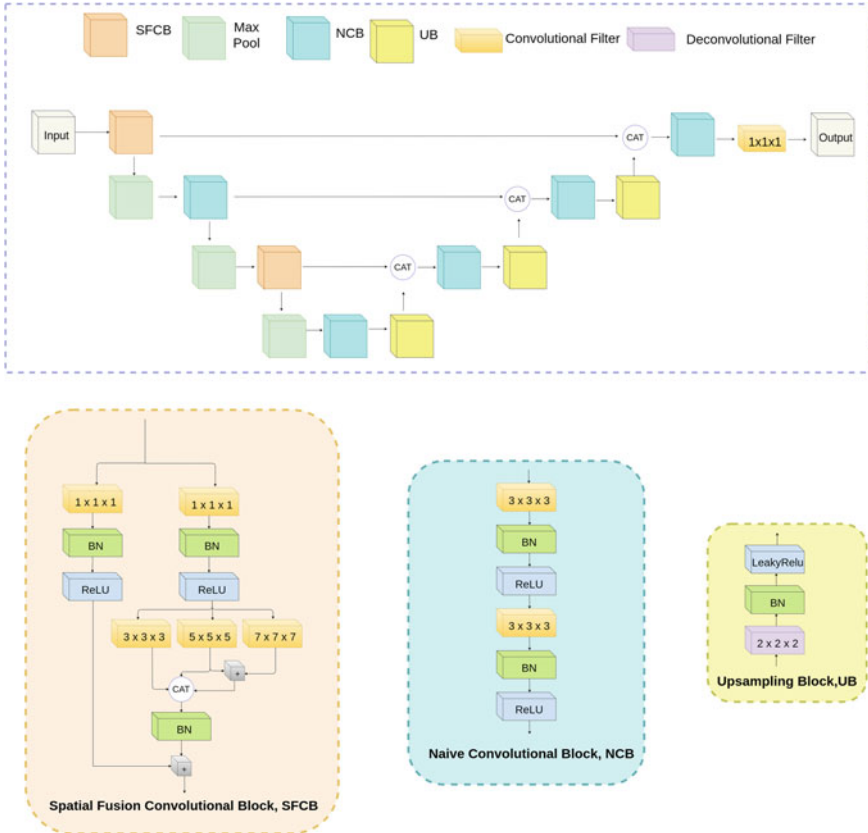 SFCB
Max
Pool
NCB
UB
Convolutional Filter
Deconvolutional Filter
Input
CAT
1x1x1
Output
CAT
CAT
1 x 1 x 1
1 x 1 x 1
BN
BN
ReLU
ReLU
3 x 3 x 3
5 x 5 x 5
7 x 7 x 7
+
CAT
BN
+
Spatial Fusion Convolutional Block, SFCB
3 x 3 x 3
BN
ReLU
3 x 3 x 3
BN
ReLU
Naive Convolutional Block, NCB
LeakyRelu
BN
2 x 2 x 2
Upsampling Block,UB